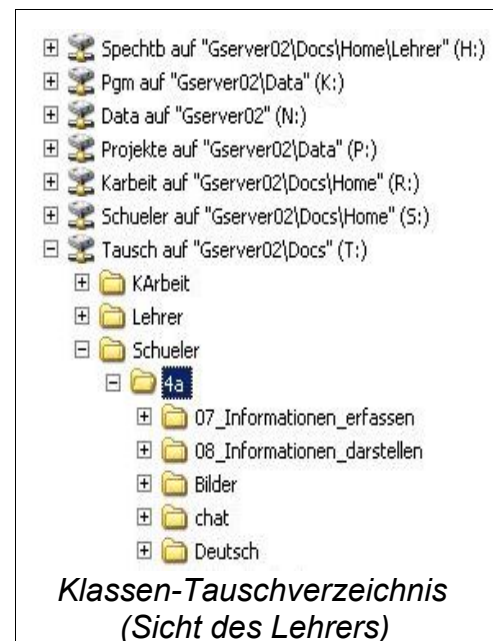 Spechtb auf "Gserver02\Docs\Home\Lehrer" (H:)
Pgm auf "Gserver02\Data" (K:)
Data auf "Gserver02" (N:)
Projekte auf "Gserver02\Data" (P:)
Karbeit auf "Gserver02\Docs\Home" (R:)
Schueler auf "Gserver02\Docs\Home" (S:)
Tausch auf "Gserver02\Docs" (T:)
KArbeit
Lehrer
Schueler
4a
07_Informationen_erfassen
08_Informationen_darstellen
Bilder
chat
Deutsch
Klassen-Tauschverzeichnis
(Sicht des Lehrers)